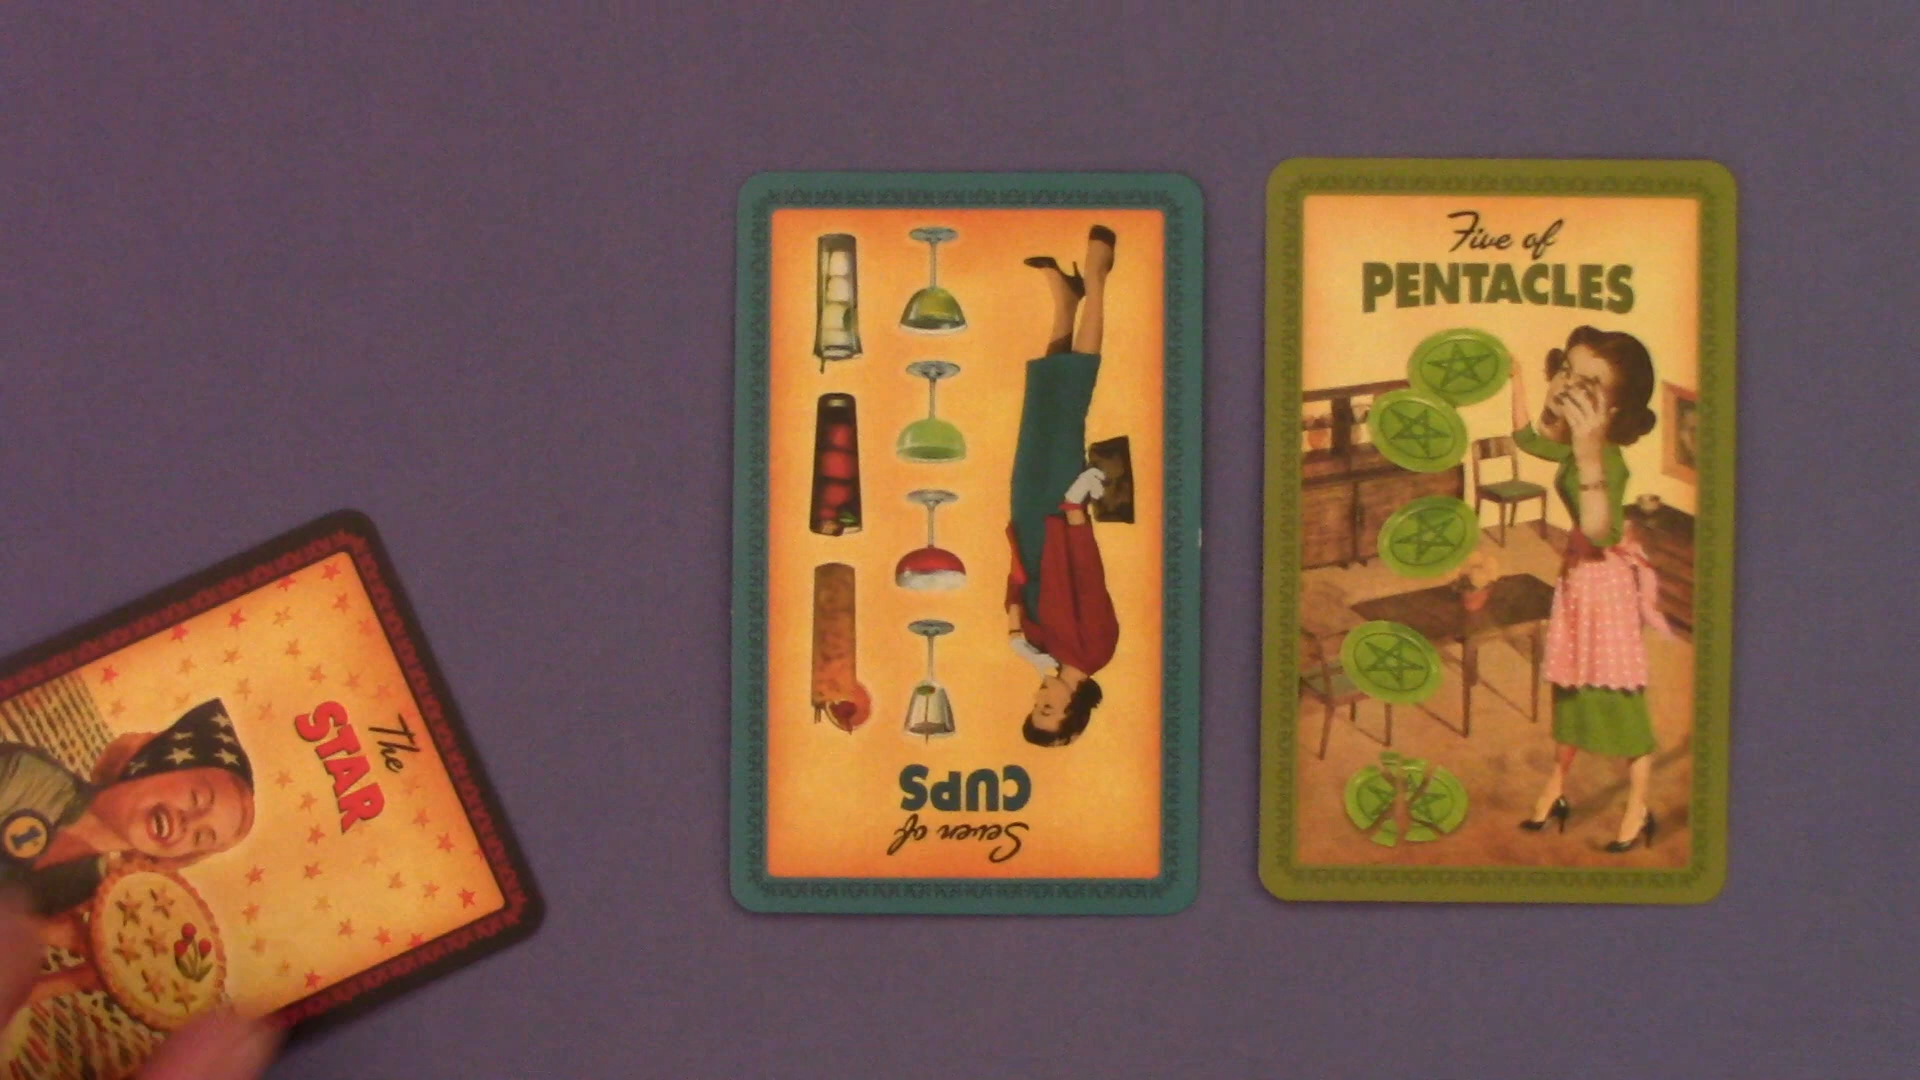 The
STAR
1
Seven of
CUPS
Five of
PENTACLES